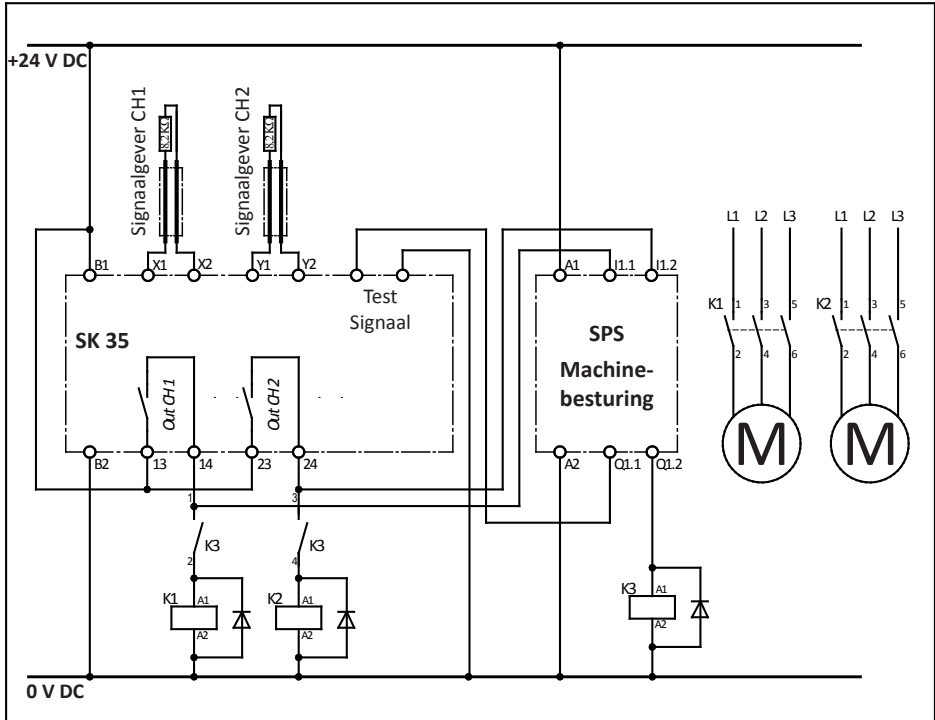 +24 V DC
Signaalgever CH1
8,2 KΩ
Signaalgever CH2
8,2 KΩ
B1
X1
X2
Y1
Y2
Test
Signaal
SK 35
Out CH1
Out CH2
B2
13
14
23
24
A1
I1.1
I1.2
SPS
Machine-
besturing
A2
Q1.1
Q1.2
L1
L2
L3
L1
L2
L3
K1
1
3
5
2
4
6
K2
1
3
5
2
4
6
M
M
1
K3
2
3
K3
4
K1
A1
A2
K2
A1
A2
K3
A1
A2
0 V DC